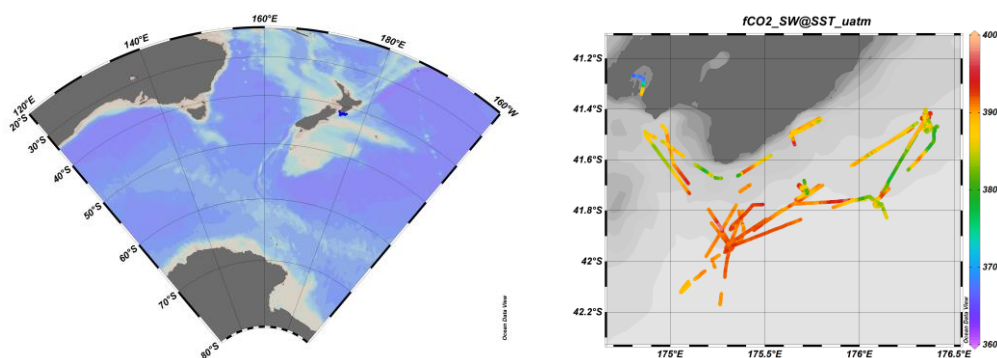 160°E
140°E
180°E
120°E
160°W
20°S
30°S
40°S
50°S
60°S
70°S
80°S
Ocean Data View
fCO2_SW@SST_uatm
41.2°S
41.4°S
41.6°S
41.8°S
42°S
42.2°S
175°E
175.5°E
176°E
176.5°E
400
390
380
370
360
Ocean Data View